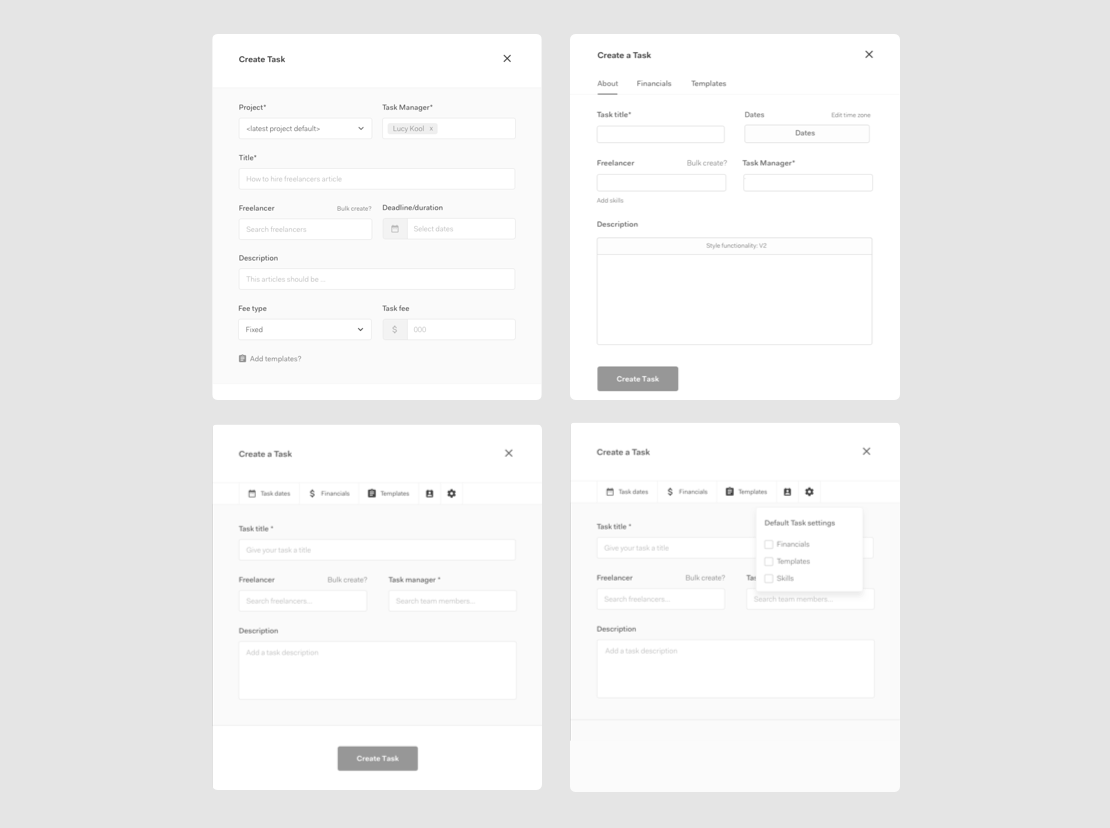 Create Task
Project* Task Manager*
<latest project default> Lucy Kool x
Title*
How to hire freelancers article
Freelancer Bulk create? Deadline/duration
Search freelancers Select dates
Description
This articles should be ...
Fee type Task fee
Fixed $ 000
Add templates?
Create a Task
About Financials Templates
Task title* Dates Edit time zone
Dates
Freelancer Bulk create? Task Manager*
Add skills
Description
Style functionality: V2
Create Task
Create a Task
Task dates $ Financials Templates
Task title *
Give your task a title
Freelancer Bulk create? Task manager *
Search freelancers... Search team members...
Description
Add a task description
Create Task
Create a Task
Task dates $ Financials Templates
Default Task settings
Task title *
Financials
Give your task a title
Templates
Freelancer Bulk create? Tas
Skills
Search freelancers... Search team members...
Description
Add a task description